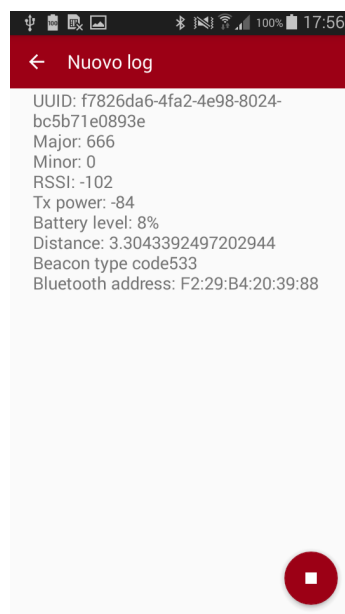 100% 17:56
Nuovo log
UUID: f7826da6-4fa2-4e98-8024-
bc5b71e0893e
Major: 666
Minor: 0
RSSI: -102
Tx power: -84
Battery level: 8%
Distance: 3.3043392497202944
Beacon type code533
Bluetooth address: F2:29:B4:20:39:88